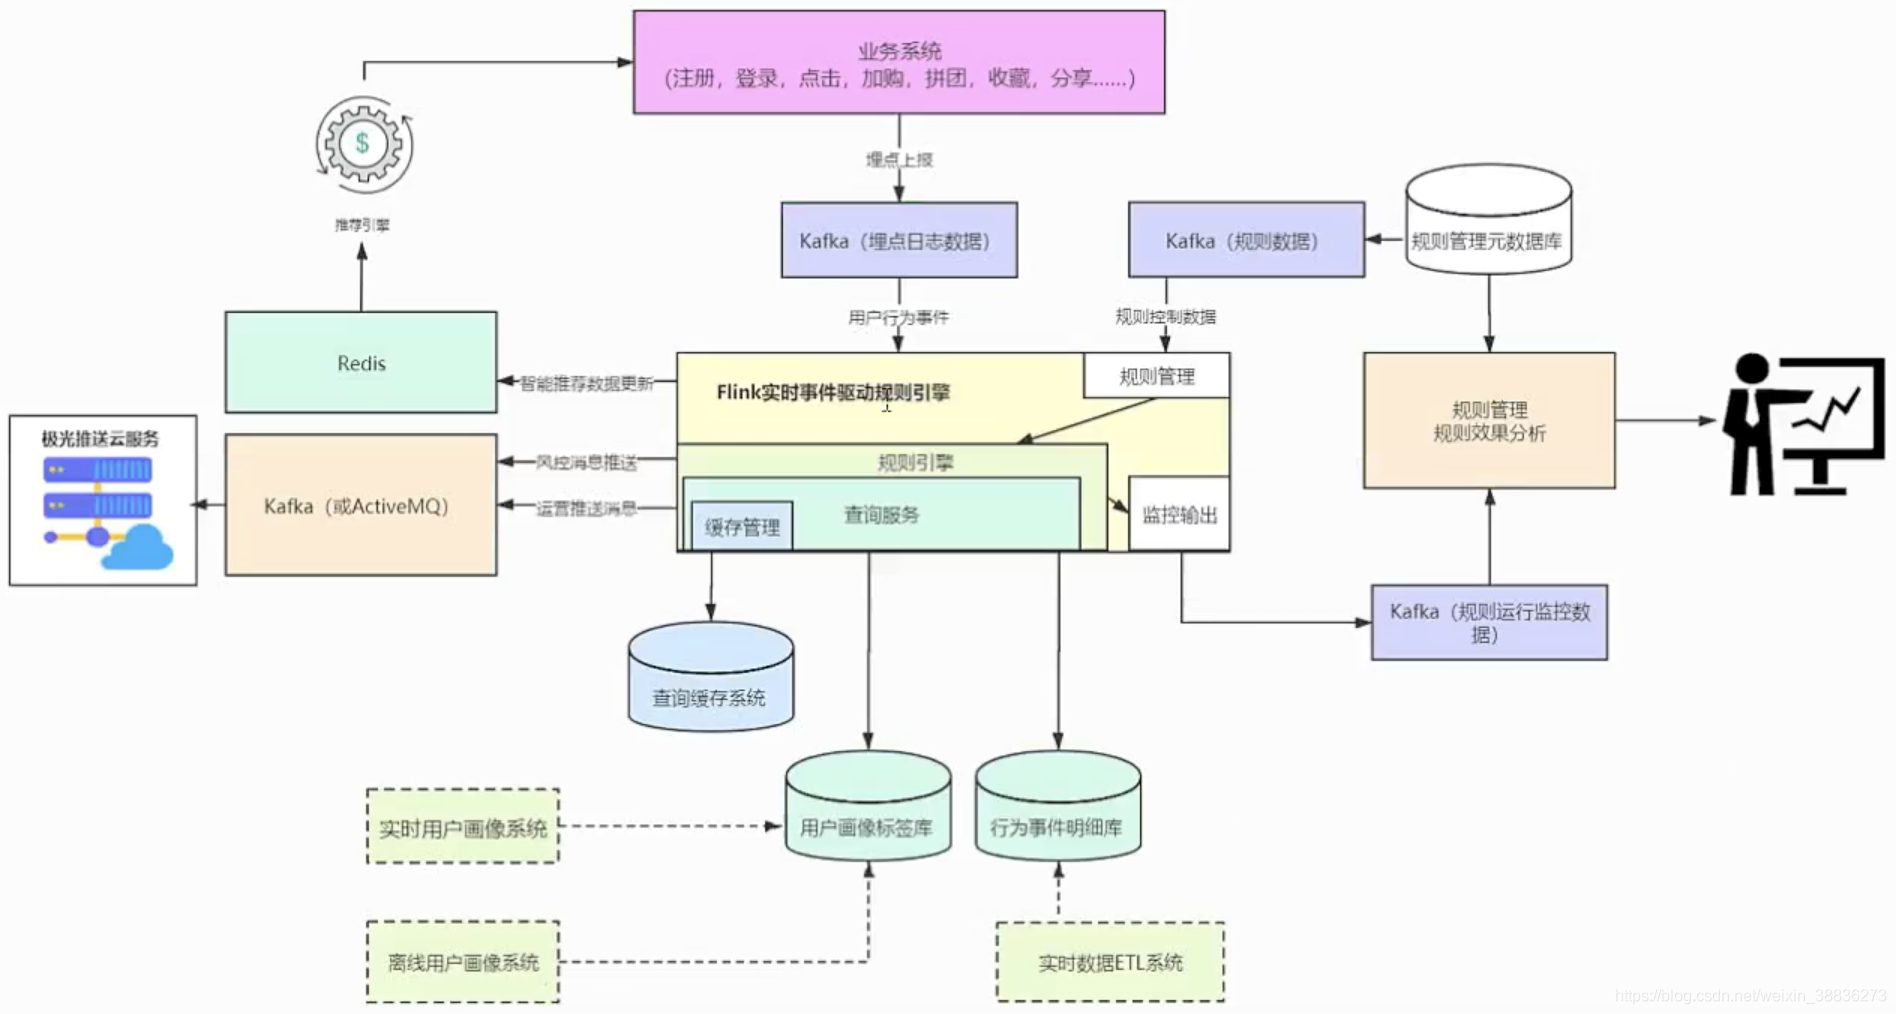 业务系统
（注册，登录，点击，加购，拼团，收藏，分享......）
埋点上报
$
推荐引擎
Kafka（埋点日志数据）
Kafka（规则数据）
规则管理元数据库
用户行为事件
规则控制数据
Redis
智能推荐数据更新
Flink实时事件驱动规则引擎
规则管理
规则管理
规则效果分析
极光推送云服务
Kafka（或ActiveMQ）
风控消息推送
运营推送消息
规则引擎
查询服务
缓存管理
监控输出
Kafka（规则运行监控数
据）
查询缓存系统
实时用户画像系统
用户画像标签库
行为事件明细库
离线用户画像系统
实时数据ETL系统
https://blog.csdn.net/weixin_38836273